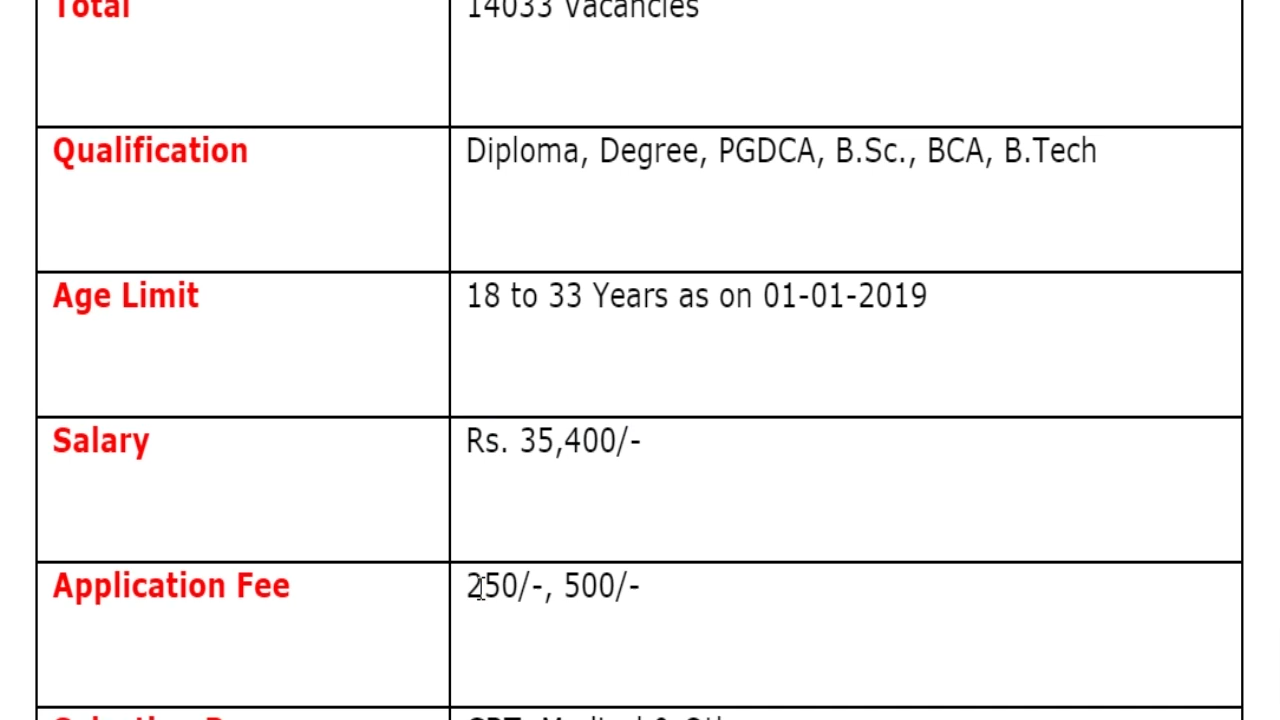 Total 14033 Vacancies
Qualification Diploma, Degree, PGDCA, B.Sc., BCA, B.Tech
Age Limit 18 to 33 Years as on 01-01-2019
Salary Rs. 35,400/-
Application Fee 250/-, 500/-